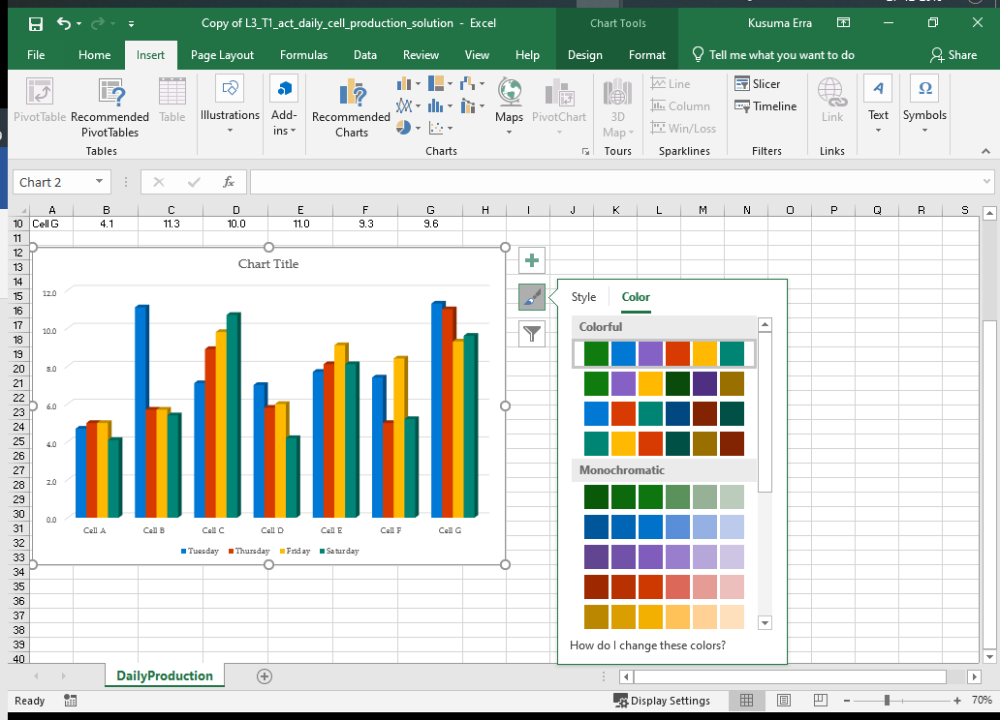 Copy of L3_T1_act_daily_cell_production_solution - Excel
Chart Tools
Kusuma Erra
File Home Insert Page Layout Formulas Data Review View Help Design Format Tell me what you want to do Share
PivotTable
Recommended
PivotTables
Table
Illustrations
Add-
ins
Recommended
Charts
Maps
PivotChart
3D
Map
Line
Column
Win/Loss
Slicer
Timeline
Link
Text
Symbols
Tables
Charts
Tours
Sparklines
Filters
Links
Chart 2
fx
A B C D E F G H I J K L M N O P Q R S
10 Cell G 4.1 11.3 10.0 11.0 9.3 9.6
11
12
13
14
15
16
17
18
19
20
21
22
23
24
25
26
27
28
29
30
31
32
33
34
35
36
37
38
39
40
Chart Title
12.0
10.0
8.0
6.0
4.0
2.0
0.0
Cell A Cell B Cell C Cell D Cell E Cell F Cell G
Tuesday Thursday Friday Saturday
Style Color
Colorful
Monochromatic
How do I change these colors?
DailyProduction
Ready
Display Settings
70%